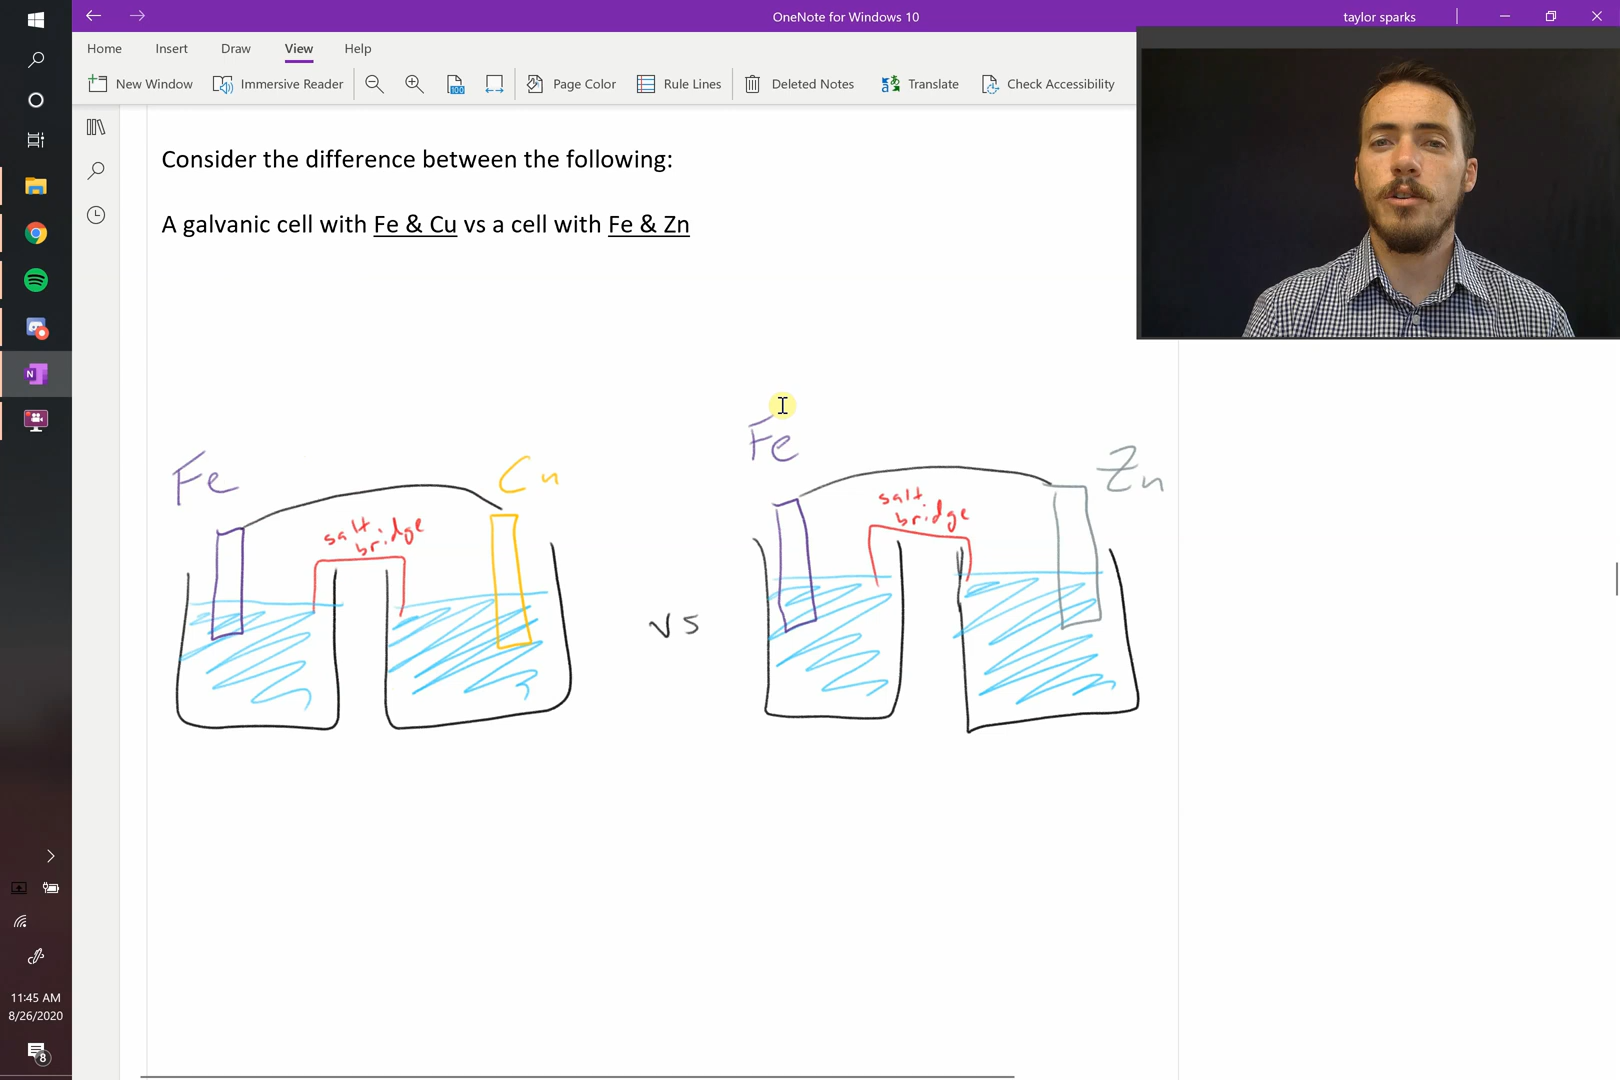 OneNote for Windows 10
taylor sparks
Home Insert Draw View Help
New Window Immersive Reader 100 Page Color Rule Lines Deleted Notes Translate Check Accessibility
Consider the difference between the following:
A galvanic cell with Fe & Cu vs a cell with Fe & Zn
Fe
Cu
salt
bridge
vs
Fe
Zn
salt
bridge
N
11:45 AM
8/26/2020
8